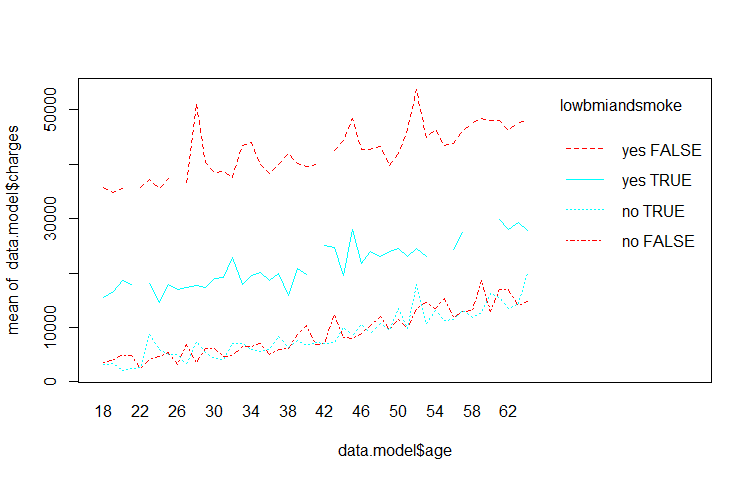 lowbmiandsmoke
yes FALSE
yes TRUE
no TRUE
no FALSE
mean of  data.model$charges
50000
30000
10000
0
18 22 26 30 34 38 42 46 50 54 58 62
data.model$age